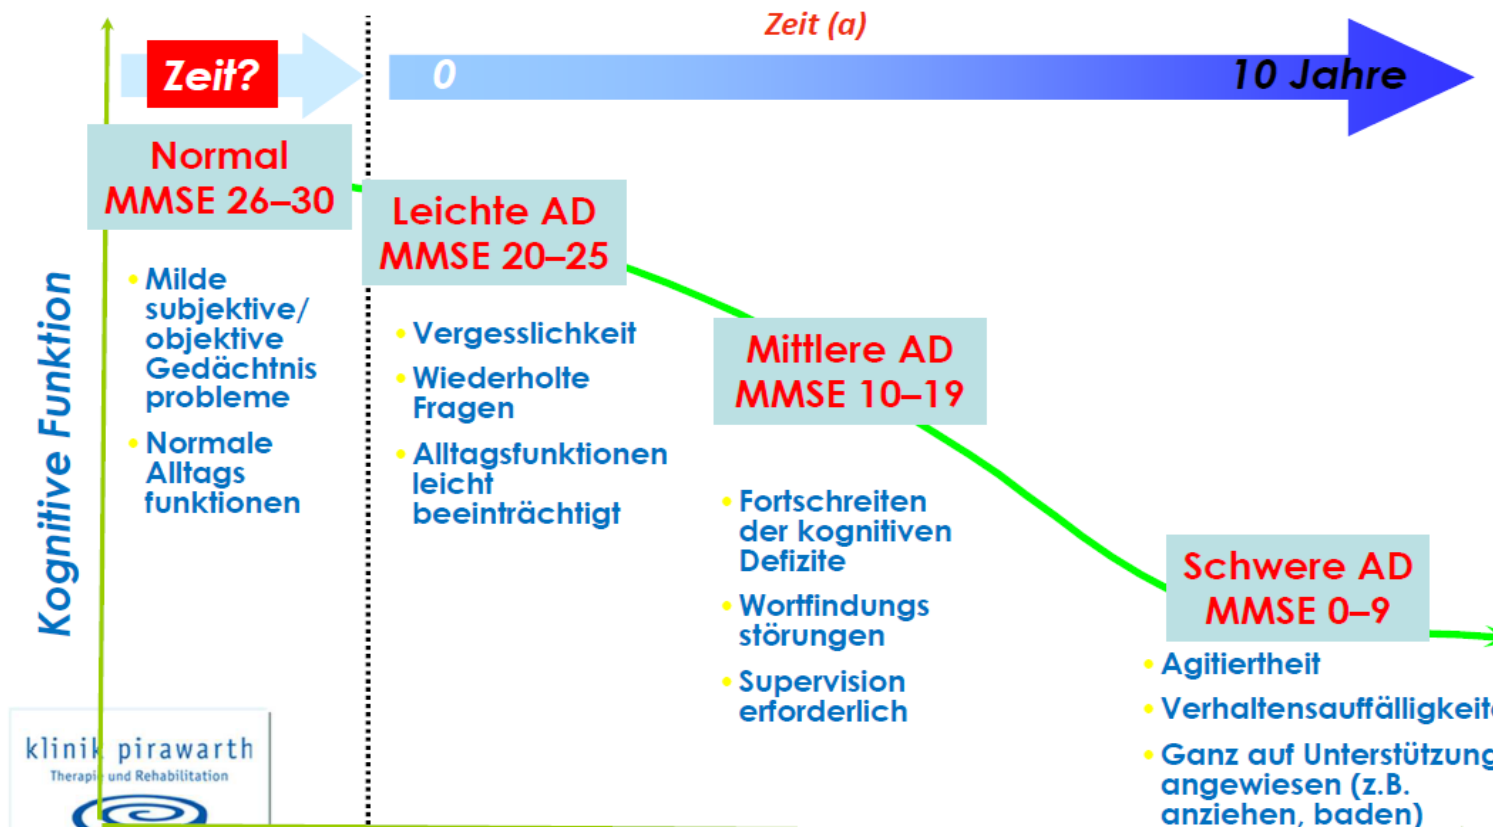 Zeit (a)
Zeit?
0
10 Jahre
Kognitive Funktion
Normal
MMSE 26–30
• Milde
subjektive/
objektive
Gedächtnis
probleme
• Normale
Alltags
funktionen
Leichte AD
MMSE 20–25
• Vergesslichkeit
• Wiederholte
Fragen
• Alltagsfunktionen
leicht
beeinträchtigt
Mittlere AD
MMSE 10–19
• Fortschreiten
der kognitiven
Defizite
• Wortfindungs
störungen
• Supervision
erforderlich
Schwere AD
MMSE 0–9
• Agitiertheit
• Verhaltensauffälligkeite
• Ganz auf Unterstützung
angewiesen (z.B.
anziehen, baden)
klinik pirawarth
Therapie und Rehabilitation